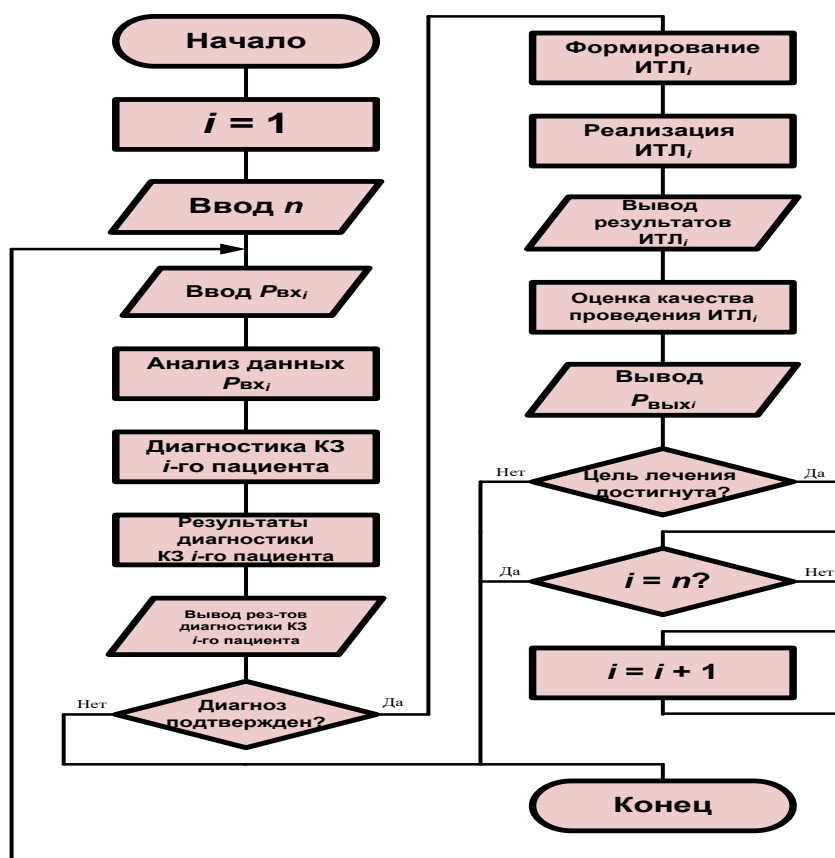 Начало
i = 1
Ввод n
Ввод Pвхi
Анализ данных
Pвхi
Диагностика КЗ
i-го пациента
Результаты
диагностики
КЗ i-го пациента
Вывод рез-тов
диагностики КЗ
i-го пациента
Нет
Диагноз
подтвержден?
Да
Формирование
ИТЛi
Реализация
ИТЛi
Вывод
результатов
ИТЛi
Оценка качества
проведения ИТЛi
Вывод
Pвыхi
Нет
Цель лечения
достигнута?
Да
Да
i = n?
Нет
i = i + 1
Конец